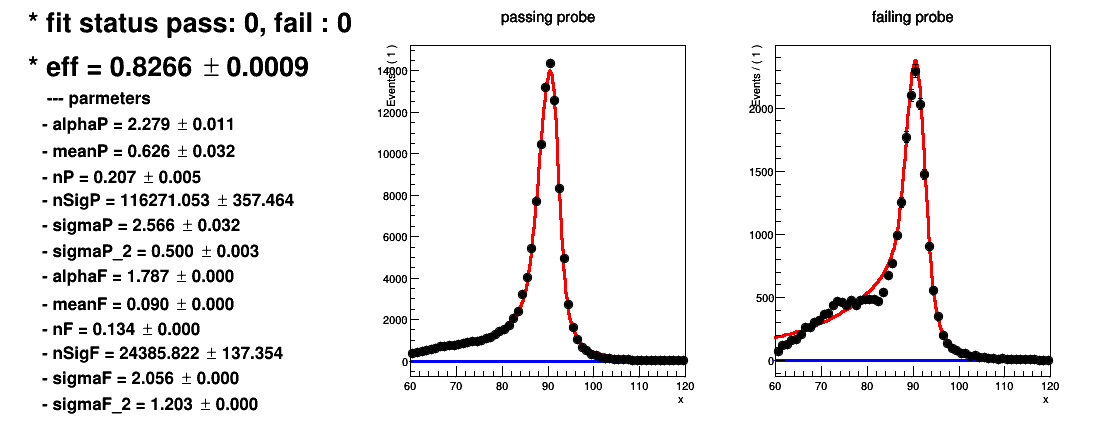 * fit status pass: 0, fail : 0
* eff = 0.8266 ± 0.0009
--- parmeters
- alphaP = 2.279 ± 0.011
- meanP = 0.626 ± 0.032
- nP = 0.207 ± 0.005
- nSigP = 116271.053 ± 357.464
- sigmaP = 2.566 ± 0.032
- sigmaP_2 = 0.500 ± 0.003
- alphaF = 1.787 ± 0.000
- meanF = 0.090 ± 0.000
- nF = 0.134 ± 0.000
- nSigF = 24385.822 ± 137.354
- sigmaF = 2.056 ± 0.000
- sigmaF_2 = 1.203 ± 0.000
passing probe
Events / ( 1 )
14000
12000
10000
8000
6000
4000
2000
0
60 70 80 90 100 110 120
x
failing probe
Events / ( 1 )
2000
1500
1000
500
0
60 70 80 90 100 110 120
x